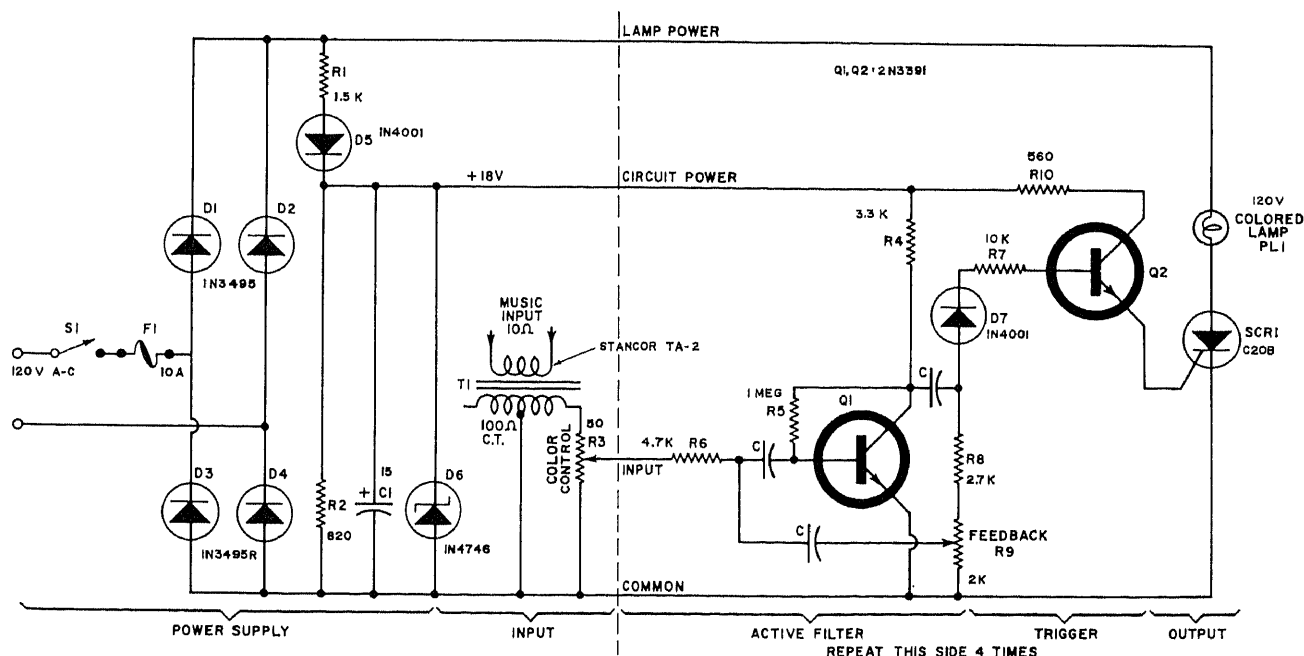 LAMP POWER
Q1, Q2 : 2N3391
R1
1.5 K
D5
IN4001
+18V
CIRCUIT POWER
560
R10
D1
D2
IN3495
3.3 K
R4
10K
R7
Q2
120V
COLORED
LAMP
PL1
S1
F1
120V A-C
10A
MUSIC
INPUT
10Ω
STANCOR TA-2
T1
100Ω
C.T.
50
R3
COLOR
CONTROL
D7
IN4001
SCR1
C20B
1 MEG
R5
Q1
C
4.7K
R6
INPUT
C
R8
2.7K
D3
D4
IN3495R
R2
820
15
+
C1
D6
IN4746
C
FEEDBACK
R9
2K
COMMON
POWER SUPPLY
INPUT
ACTIVE FILTER
TRIGGER
OUTPUT
REPEAT THIS SIDE 4 TIMES